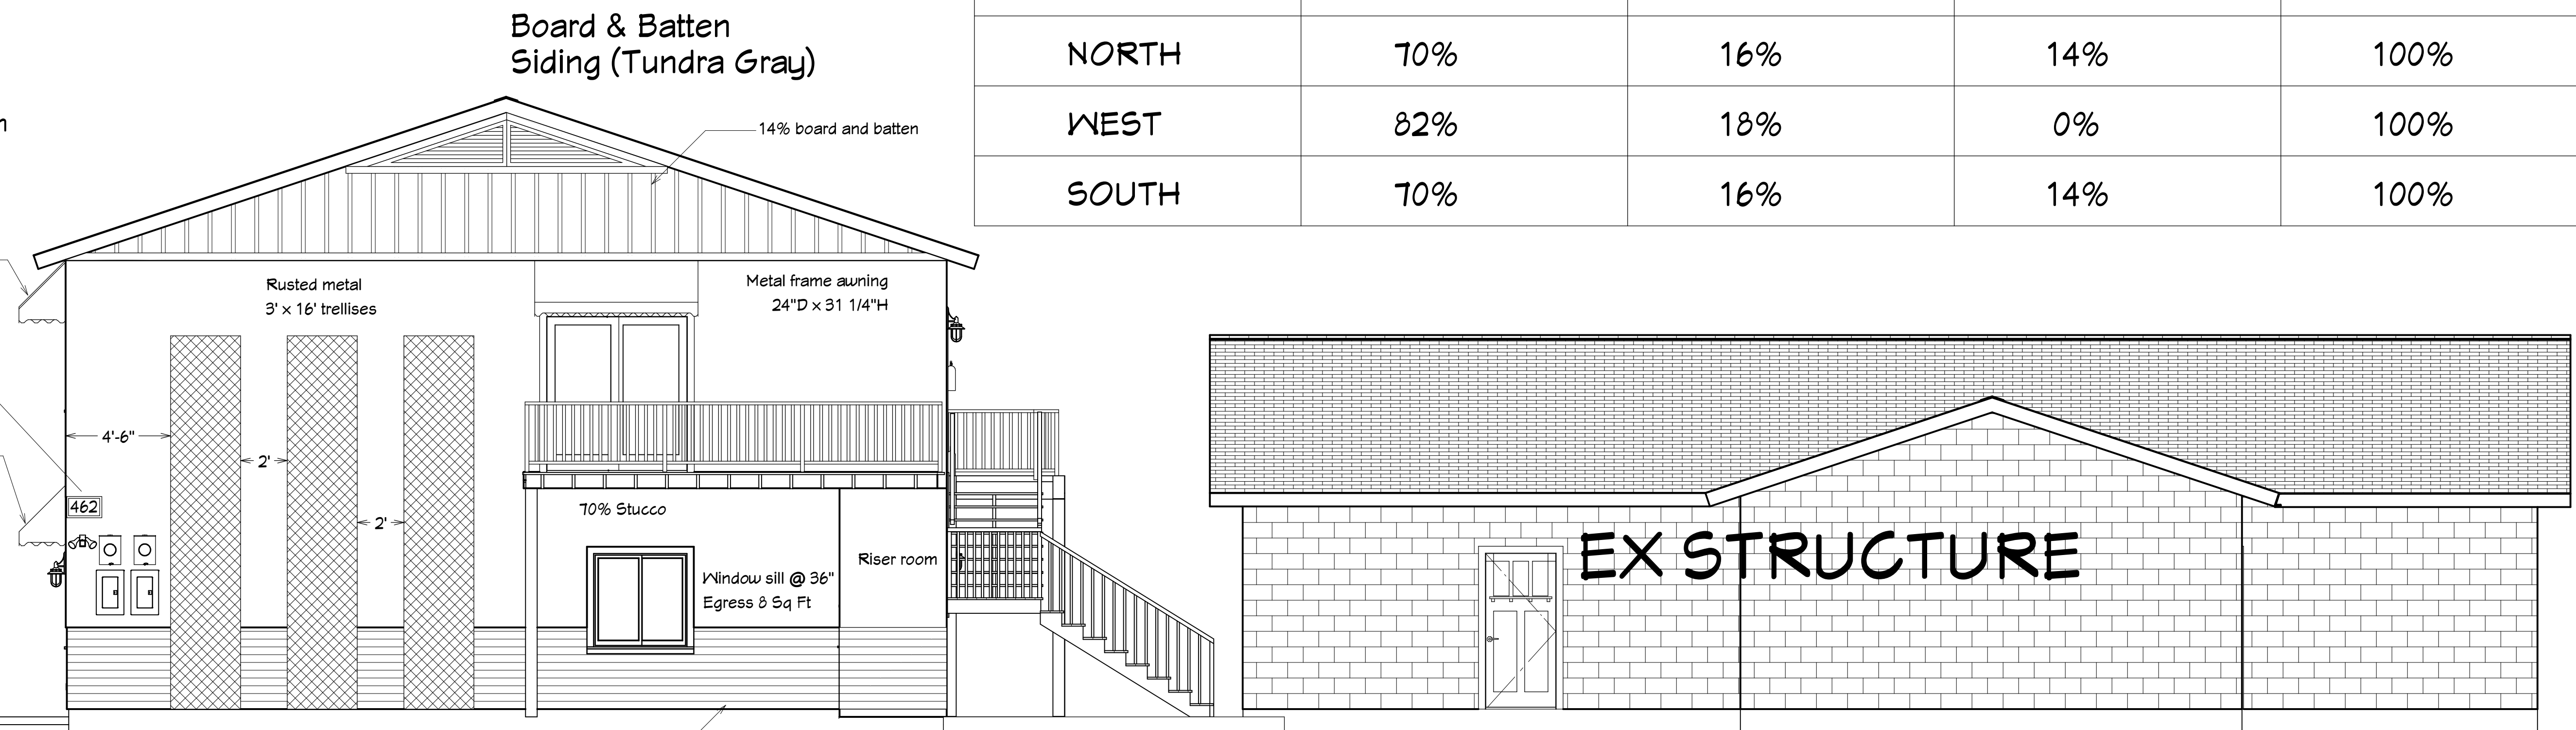 Board & Batten
Siding (Tundra Gray)
NORTH 70% 16% 14% 100%
WEST 82% 18% 0% 100%
SOUTH 70% 16% 14% 100%
14% board and batten
Rusted metal
3' x 16' trellises
Metal frame awning
24"D x 31 1/4"H
4'-6"
2'
2'
462
70% Stucco
Riser room
Window sill @ 36"
Egress 8 Sq Ft
EX STRUCTURE